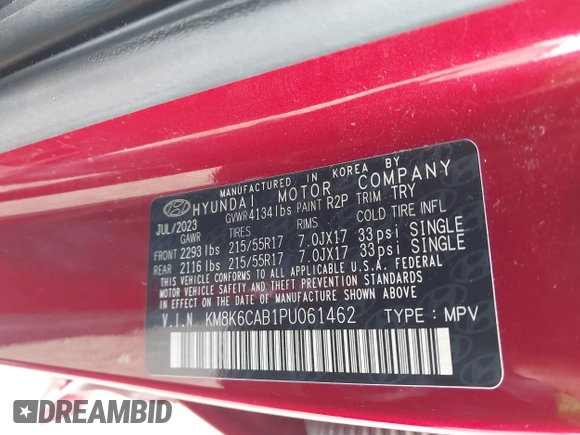 MANUFACTURED IN KOREA BY
HYUNDAI MOTOR COMPANY
JUL/2023 GVWR 4134 lbs PAINT R2P TRIM TRY
GAWR TIRES RIMS COLD TIRE INFL
FRONT 2293 lbs 215/55R17 7.0JX17 33psi SINGLE
REAR 2116 lbs 215/55R17 7.0JX17 33psi SINGLE
THIS VEHICLE CONFORMS TO ALL APPLICABLE U.S.A. FEDERAL
MOTOR VEHICLE SAFETY AND THEFT PREVENTION STANDARDS
IN EFFECT ON THE DATE OF MANUFACTURE SHOWN ABOVE.
V.I.N KM8K6CAB1PU061462 TYPE : MPV
DREAMBID